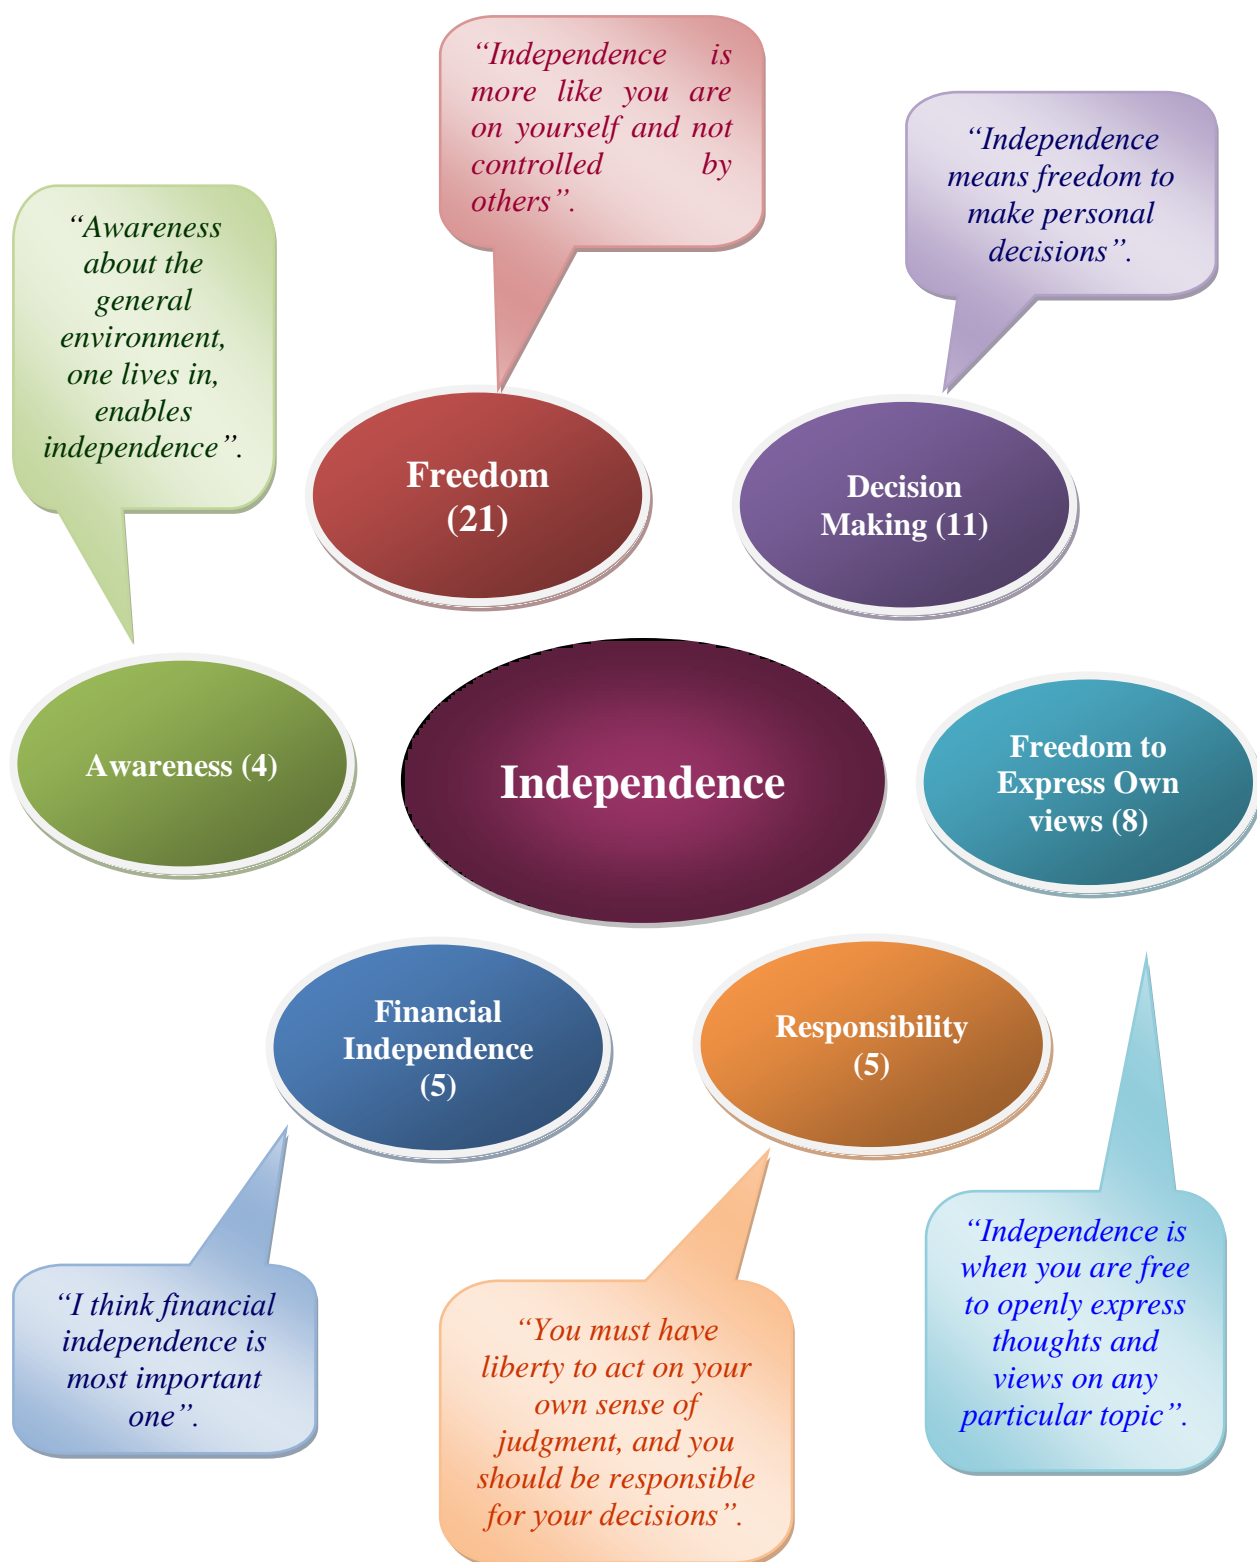 “Independence is
more like you are
on yourself and not
controlled by
others”.
“Independence
means freedom to
make personal
decisions”.
“Awareness
about the
general
environment,
one lives in,
enables
independence”.
Freedom
(21)
Decision
Making (11)
Awareness (4)
Independence
Freedom to
Express Own
views (8)
Financial
Independence
(5)
Responsibility
(5)
“I think financial
independence is
most important
one”.
“You must have
liberty to act on your
own sense of
judgment, and you
should be responsible
for your decisions”.
“Independence is
when you are free
to openly express
thoughts and
views on any
particular topic”.